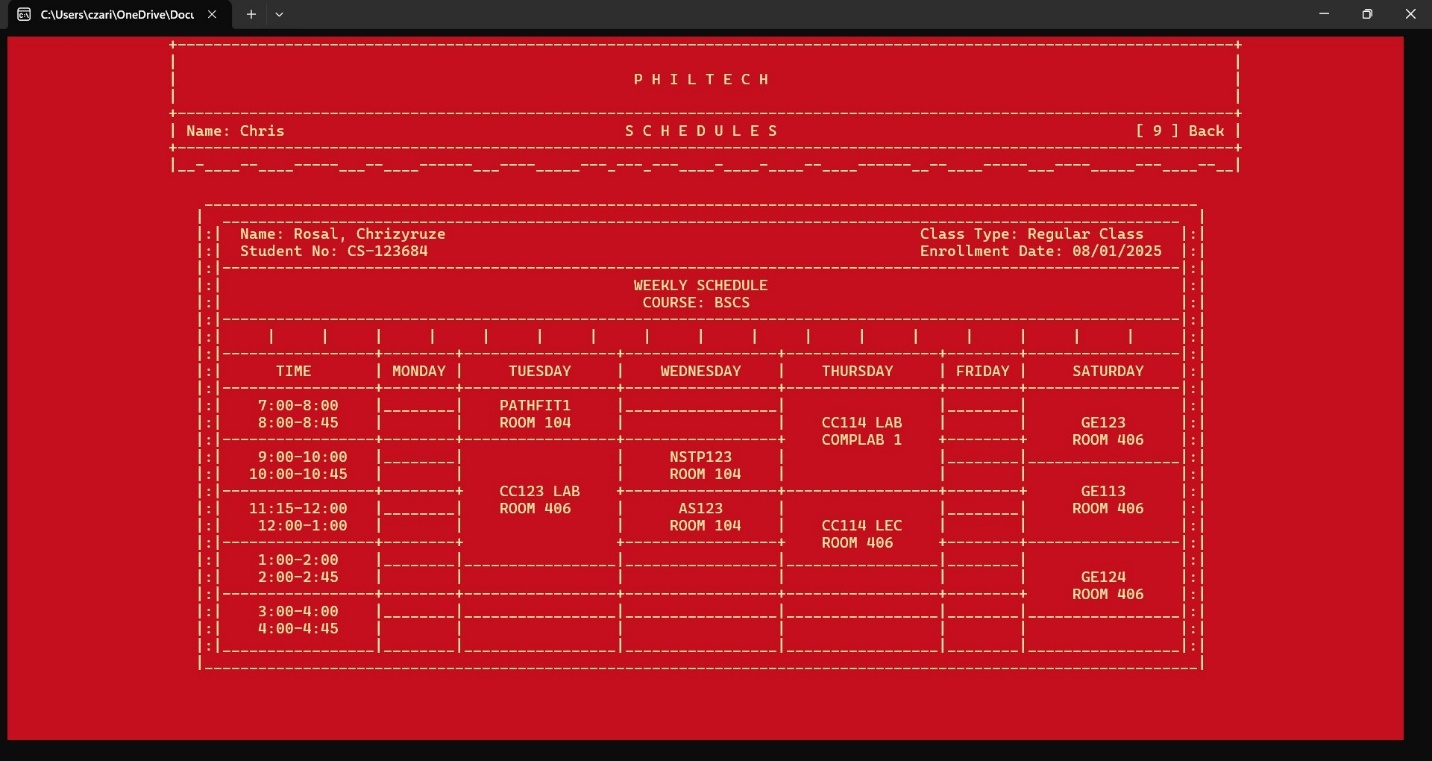 C:\Users\czari\OneDrive\Docu
P H I L T E C H
Name: Chris S C H E D U L E S [ 9 ] Back
Name: Rosal, Chrizyruze Class Type: Regular Class
Student No: CS-123684 Enrollment Date: 08/01/2025
WEEKLY SCHEDULE
COURSE: BSCS
TIME MONDAY TUESDAY WEDNESDAY THURSDAY FRIDAY SATURDAY
7:00-8:00 PATHFIT1
8:00-8:45 ROOM 104 CC114 LAB GE123
COMPLAB 1 ROOM 406
9:00-10:00 NSTP123
10:00-10:45 ROOM 104
CC123 LAB GE113
11:15-12:00 ROOM 406 AS123 ROOM 406
12:00-1:00 ROOM 104 CC114 LEC
ROOM 406
1:00-2:00
2:00-2:45 GE124
ROOM 406
3:00-4:00
4:00-4:45